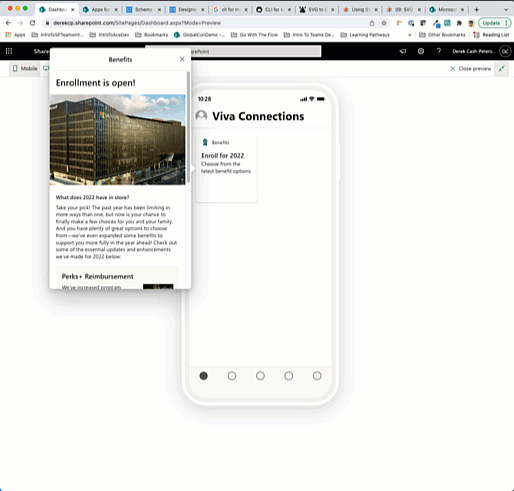 Dashbo
Apps fo
Schema
Designe
cli for m
CLI for t
SVG to l
Using S
09: SVG
Microso
derekcp.sharepoint.com/SitePages/Dashboard.aspx?Mode=Preview
Update
Apps
IntroToSPTeamInt...
IntroToAceDev
Bookmarks
GlobalConDemo -...
Go With The Flow
Intro To Teams De...
Learning Pathways
Other Bookmarks
Reading List
Share
Point
Derek Cash-Peters...
DC
Mobile
Close preview
Benefits
Enrollment is open!
What does 2022 have in store?
Take your pick! The past year has been limiting in
more ways than one, but now is your chance to
finally make a few choices for you and your family.
And you have plenty of great options to choose
from—we've even expanded some benefits to
support you more fully in the year ahead! Check out
some of the essential updates and enhancements
we've made for 2022 below:
Perks+ Reimbursement
We've increased program
10:28
Viva Connections
Benefits
Enroll for 2022
Choose from the
latest benefit options